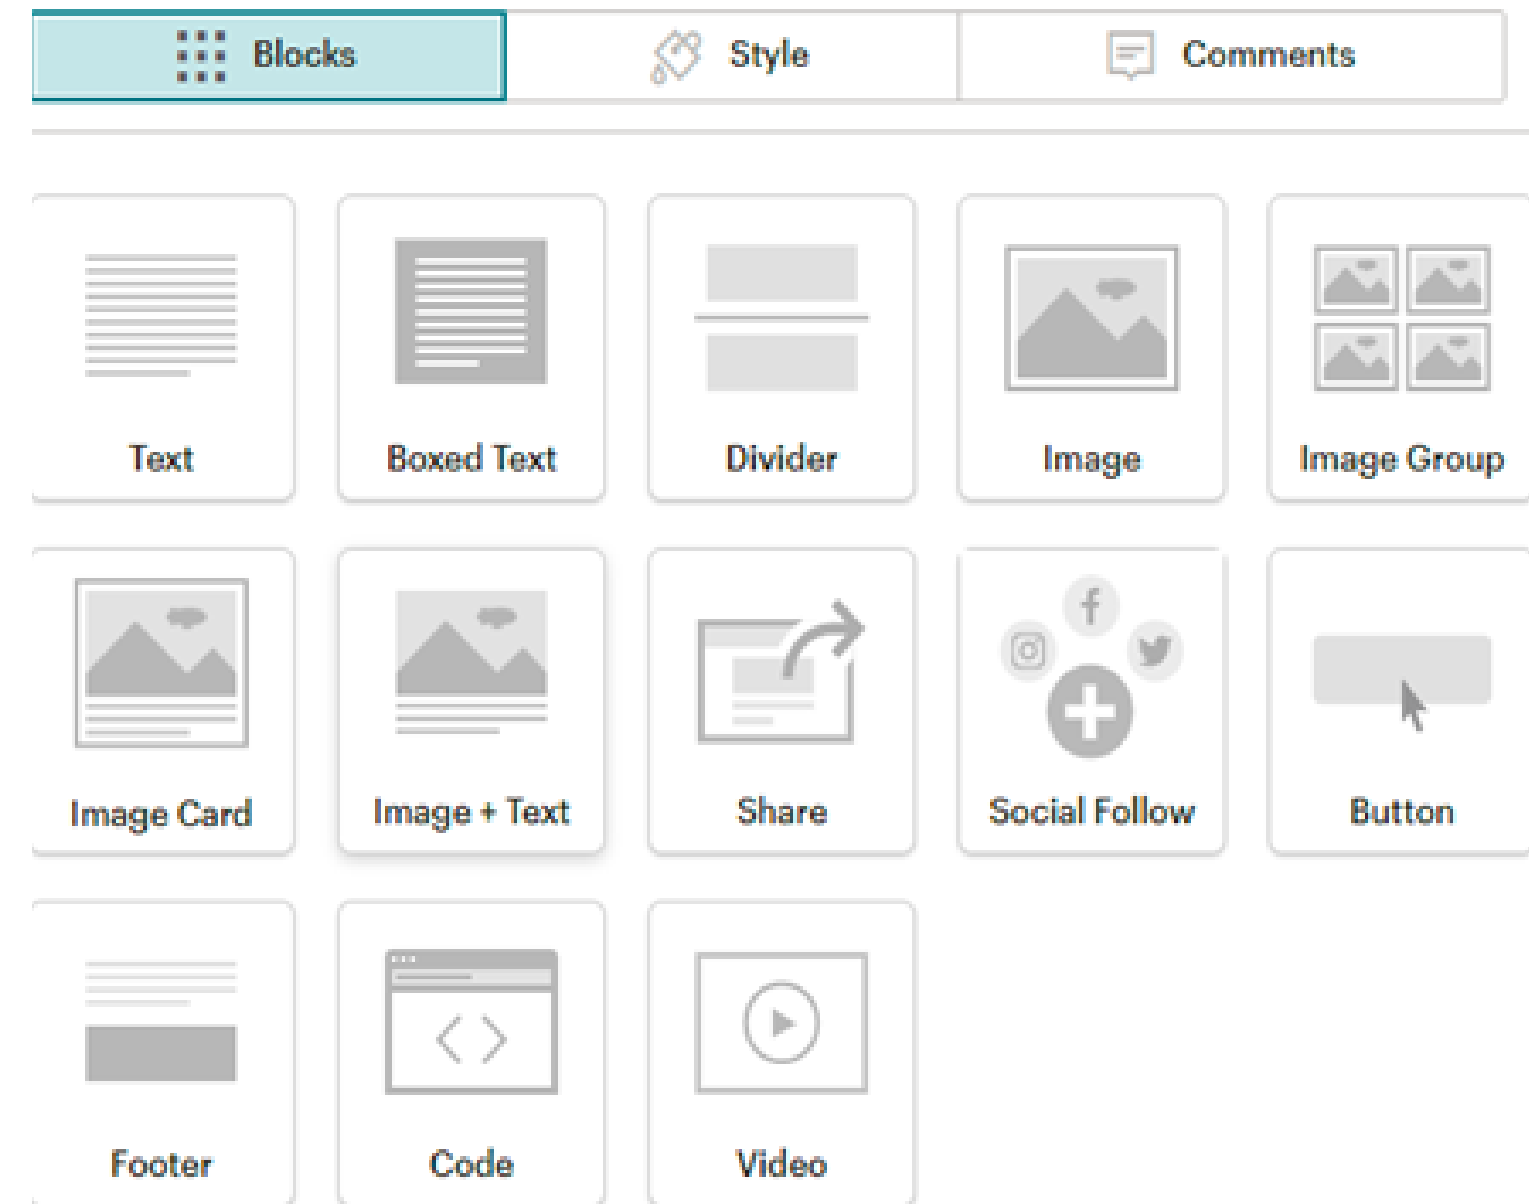 Blocks Style Comments
Text Boxed Text Divider Image Image Group
Image Card Image + Text Share Social Follow Button
Footer Code Video